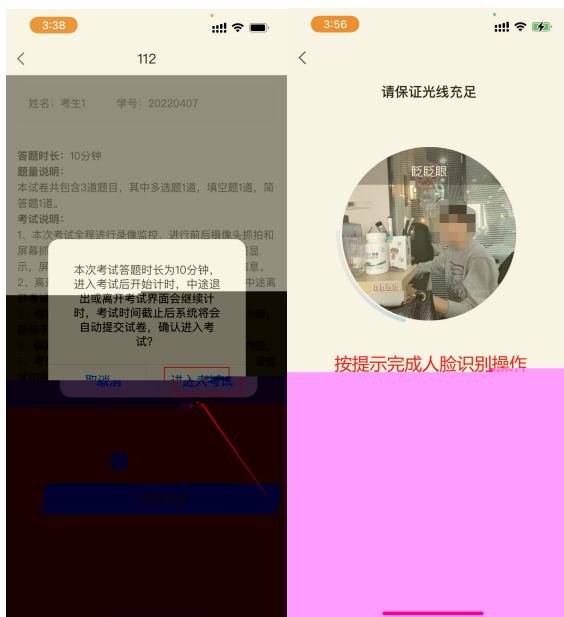 3:38
112
姓名：考生1 学号：20220407
答题时长：10分钟
题量说明：
本试卷共包含3道题目，其中多选题1道，填空题1道，简
答题1道。
考试说明：
1、本次考试全程进行录像监控，进行前后摄像头抓拍和
屏幕抓
示，屏
2、离开
本次考试答题时长为10分钟，
进入考试后开始计时，中途退
出或离开考试界面会继续计
时，考试时间截止后系统将会
自动提交试卷，确认进入考
试?
取消 进入考试
3:56
请保证光线充足
眨眨眼
按提示完成人脸识别操作